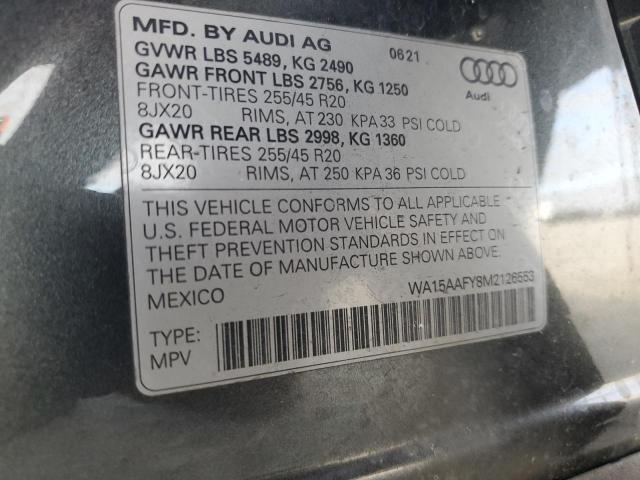 MFD. BY AUDI AG 0621
GVWR LBS 5489, KG 2490
GAWR FRONT LBS 2756, KG 1250
FRONT-TIRES 255/45 R20
8JX20 RIMS, AT 230 KPA 33 PSI COLD
GAWR REAR LBS 2998, KG 1360
REAR-TIRES 255/45 R20
8JX20 RIMS, AT 250 KPA 36 PSI COLD
Audi
THIS VEHICLE CONFORMS TO ALL APPLICABLE
U.S. FEDERAL MOTOR VEHICLE SAFETY AND
THEFT PREVENTION STANDARDS IN EFFECT ON
THE DATE OF MANUFACTURE SHOWN ABOVE.
MEXICO WA15AAFY8M2126553
TYPE:
MPV